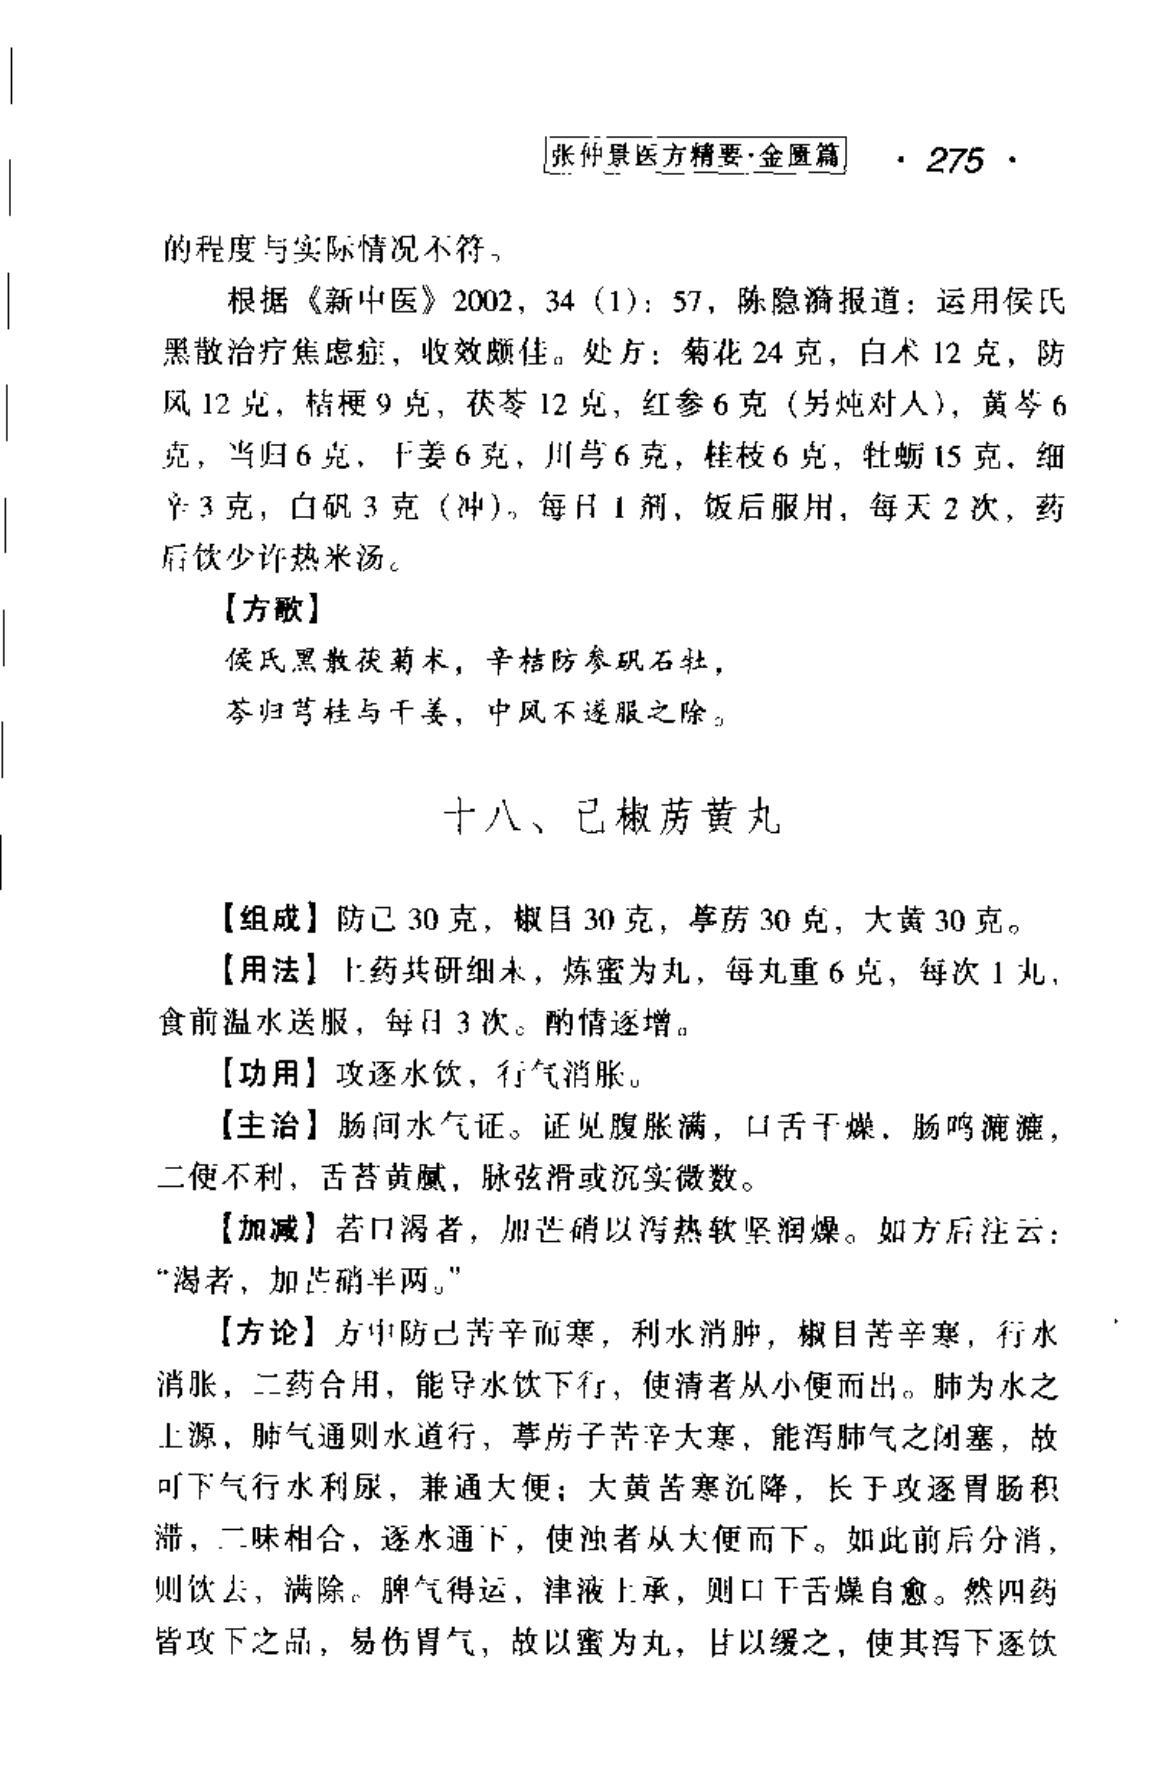 张仲景医方精要·金匮篇 · 275 ·
的程度与实际情况不符。
根据《新中医》2002，34（1）：57，陈隐漪报道：运用侯氏
黑散治疗焦虑症，收效颇佳。处方：菊花 24 克，白术 12 克，防
风 12 克，桔梗 9 克，茯苓 12 克，红参 6 克（另炖对人），黄芩 6
克，当归 6 克，干姜 6 克，川芎 6 克，桂枝 6 克，牡蛎 15 克，细
辛 3 克，白矾 3 克（冲）。每日 1 剂，饭后服用，每天 2 次，药
后饮少许热米汤。
【方歌】
侯氏黑散茯菊术，辛桔防参矾石牡，
芩归芎桂与干姜，中风不遂服之除。
十八、己椒苈黄丸
【组成】防己 30 克，椒目 30 克，葶苈 30 克，大黄 30 克。
【用法】上药共研细末，炼蜜为丸，每丸重 6 克，每次 1 丸，
食前温水送服，每日 3 次。酌情逐增。
【功用】攻逐水饮，行气消胀。
【主治】肠间水气证。证见腹胀满，口舌干燥，肠鸣漉漉，
二便不利，舌苔黄腻，脉弦滑或沉实微数。
【加减】若口渴者，加芒硝以泻热软坚润燥。如方后注云：
“渴者，加芒硝半两。”
【方论】方中防己苦辛而寒，利水消肿，椒目苦辛寒，行水
消胀，二药合用，能导水饮下行，使清者从小便而出。肺为水之
上源，肺气通则水道行，葶苈子苦辛大寒，能泻肺气之闭塞，故
可下气行水利尿，兼通大便；大黄苦寒沉降，长于攻逐胃肠积
滞，二味相合，逐水通下，使浊者从大便而下。如此前后分消，
则饮去，满除。脾气得运，津液上承，则口干舌燥自愈。然四药
皆攻下之品，易伤胃气，故以蜜为丸，甘以缓之，使其泻下逐饮